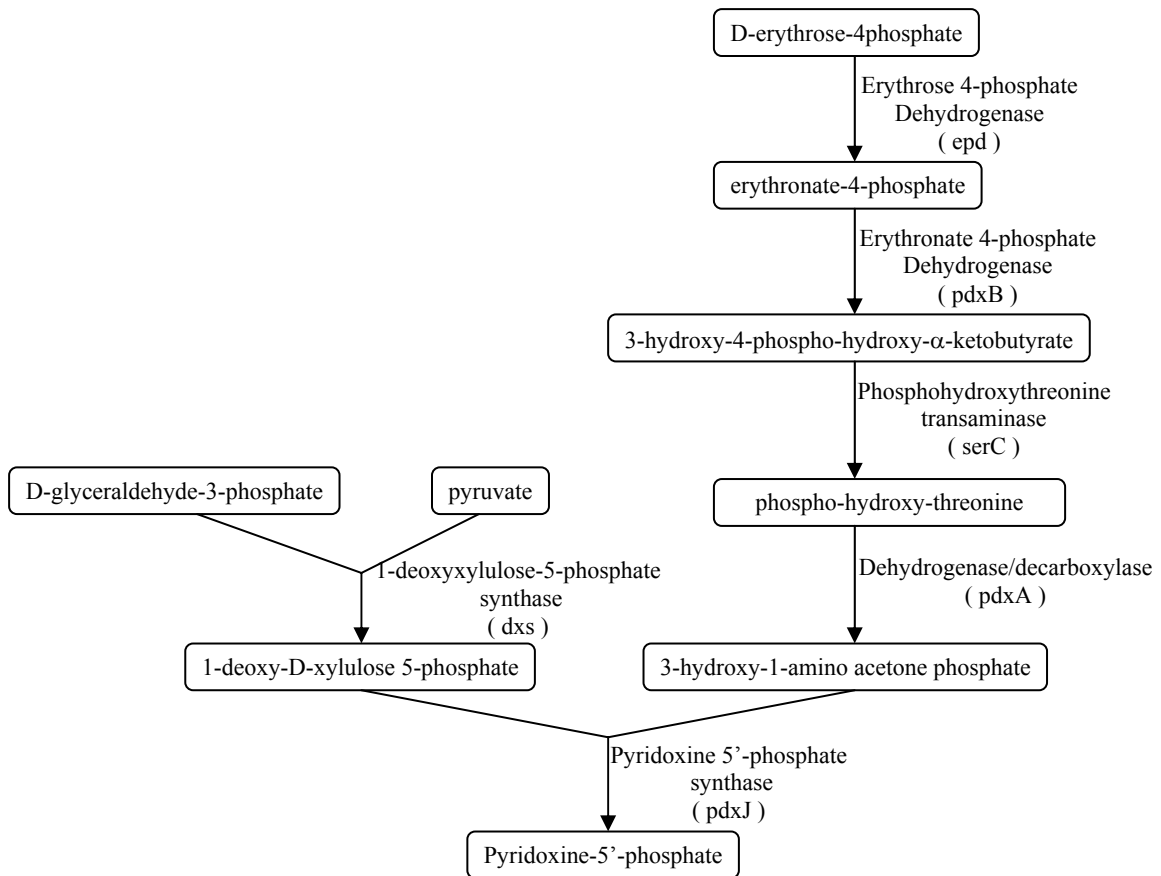 D-erythrose-4phosphate
Erythrose 4-phosphate
Dehydrogenase
( epd )
erythronate-4-phosphate
Erythronate 4-phosphate
Dehydrogenase
( pdxB )
3-hydroxy-4-phospho-hydroxy-α-ketobutyrate
Phosphohydroxythreonine
transaminase
( serC )
D-glyceraldehyde-3-phosphate
pyruvate
phospho-hydroxy-threonine
1-deoxyxylulose-5-phosphate
synthase
( dxs )
Dehydrogenase/decarboxylase
( pdxA )
1-deoxy-D-xylulose 5-phosphate
3-hydroxy-1-amino acetone phosphate
Pyridoxine 5’-phosphate
synthase
( pdxJ )
Pyridoxine-5’-phosphate